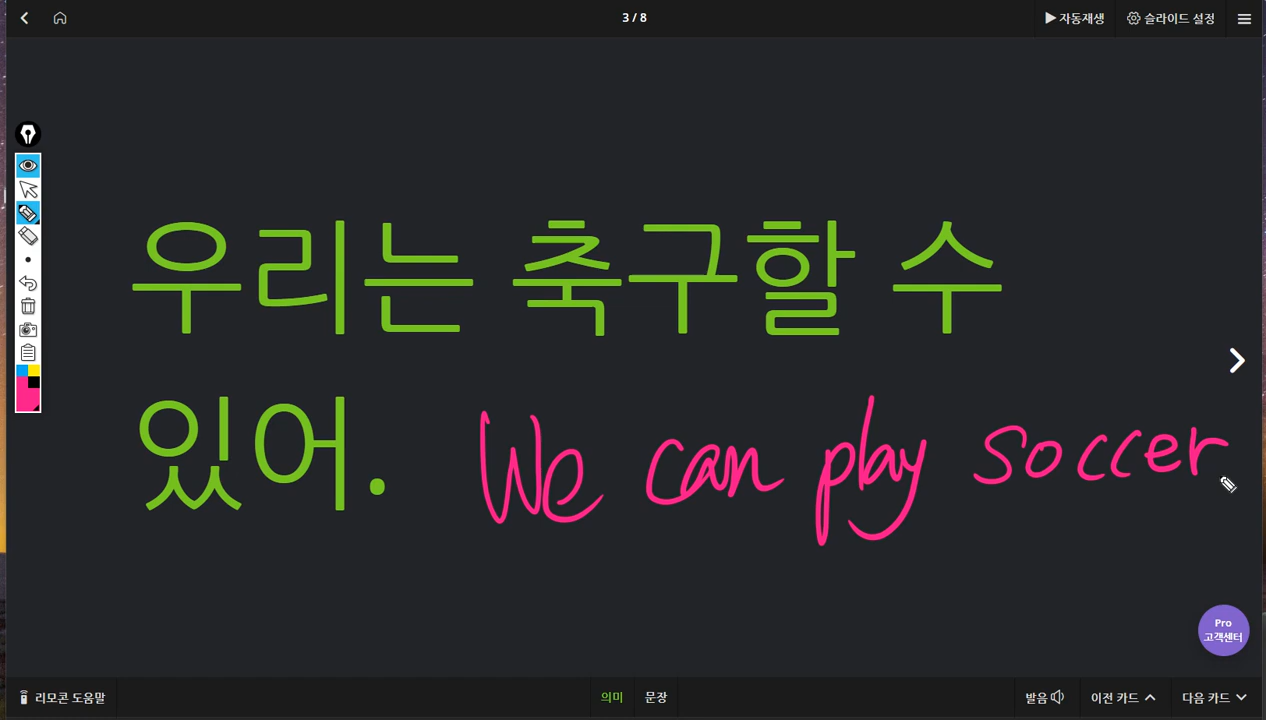 3 / 8
자동재생
슬라이드 설정
우리는 축구할 수
있어. We can play soccer
Pro
고객센터
리모콘 도움말
의미
문장
발음
이전 카드
다음 카드